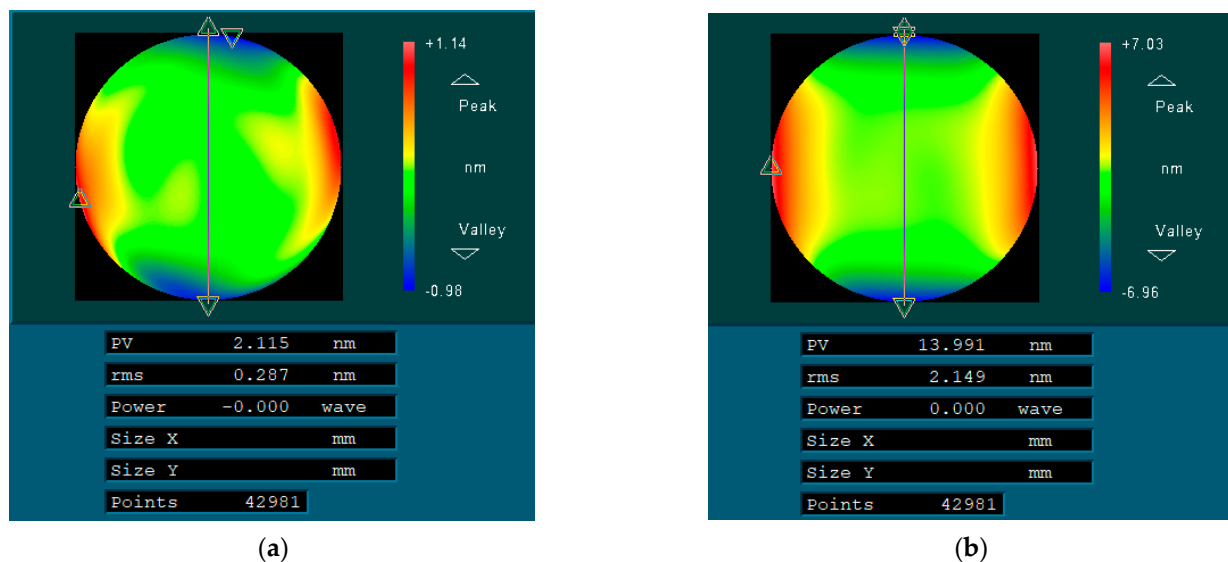 +1.14
Peak
nm
Valley
-0.98
PV 2.115 nm
rms 0.287 nm
Power -0.000 wave
Size X mm
Size Y mm
Points 42981
(a)
+7.03
Peak
nm
Valley
-6.96
PV 13.991 nm
rms 2.149 nm
Power 0.000 wave
Size X mm
Size Y mm
Points 42981
(b)